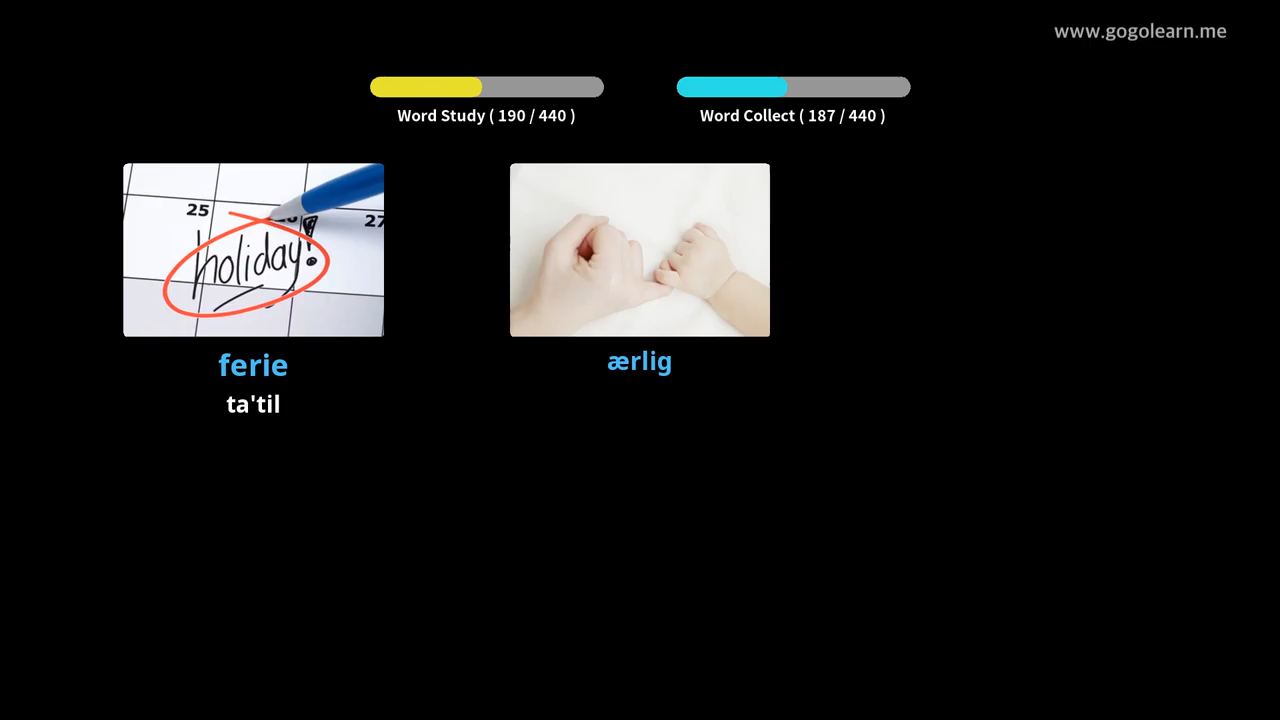 www.gogolearn.me
Word Study ( 190 / 440 )
Word Collect ( 187 / 440 )
25
27
holiday!
ferie
ta'til
ærlig